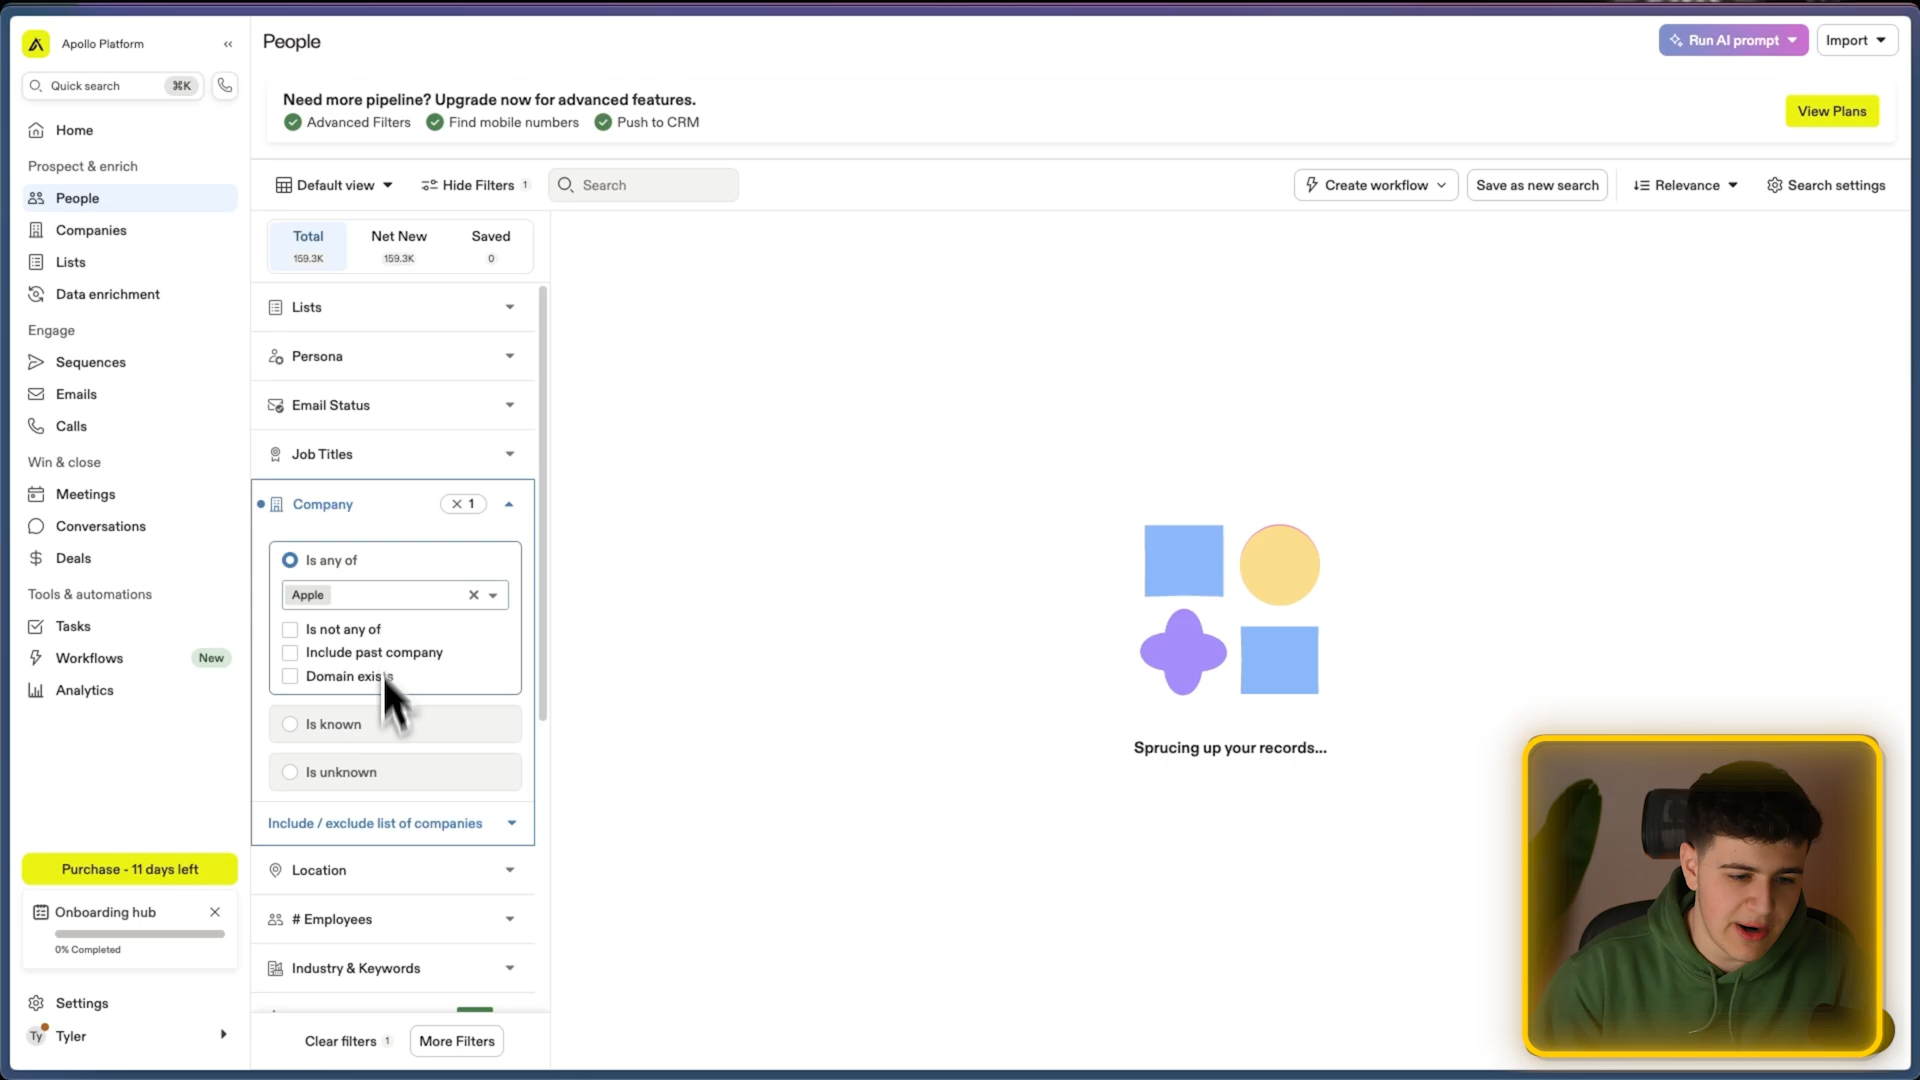 Apollo Platform
Quick search ⌘K
Home
Prospect & enrich
People
Companies
Lists
Data enrichment
Engage
Sequences
Emails
Calls
Win & close
Meetings
Conversations
Deals
Tools & automations
Tasks
Workflows New
Analytics
Purchase - 11 days left
Onboarding hub
0% Completed
Settings
Ty Tyler
People
Run AI prompt
Import
Need more pipeline? Upgrade now for advanced features.
Advanced Filters Find mobile numbers Push to CRM
View Plans
Default view
Hide Filters 1
Search
Create workflow
Save as new search
Relevance
Search settings
Total Net New Saved
159.3K 159.3K 0
Lists
Persona
Email Status
Job Titles
Company 1
Is any of
Apple
Is not any of
Include past company
Domain exists
Is known
Is unknown
Include / exclude list of companies
Location
# Employees
Industry & Keywords
Clear filters 1
More Filters
Sprucing up your records...